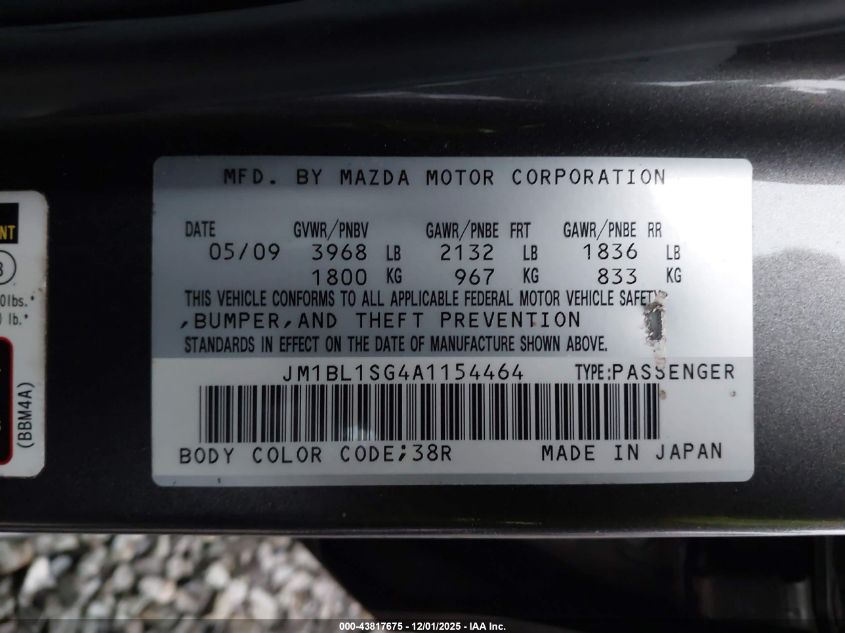 MFD. BY MAZDA MOTOR CORPORATION
DATE GVWR/PNBV GAWR/PNBE FRT GAWR/PNBE RR
05/09 3968 LB 2132 LB 1836 LB
1800 KG 967 KG 833 KG
THIS VEHICLE CONFORMS TO ALL APPLICABLE FEDERAL MOTOR VEHICLE SAFETY
,BUMPER,AND THEFT PREVENTION
STANDARDS IN EFFECT ON THE DATE OF MANUFACTURE SHOWN ABOVE.
JM1BL1SG4A1154464 TYPE:PASSENGER
BODY COLOR CODE;38R MADE IN JAPAN
NT
0lbs.*
lb.*
(BBM4A)
000-43817675 - 12/01/2025 - IAA Inc.